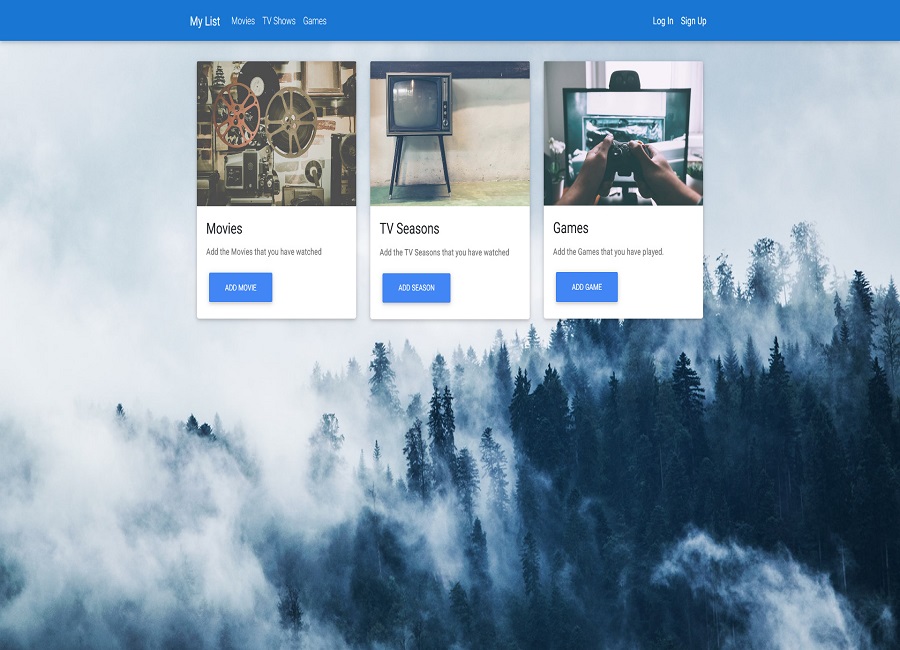 My List Movies TV Shows Games Log In Sign Up
Movies
Add the Movies that you have watched
ADD MOVIE
TV Seasons
Add the TV Seasons that you have watched
ADD SEASON
Games
Add the Games that you have played.
ADD GAME